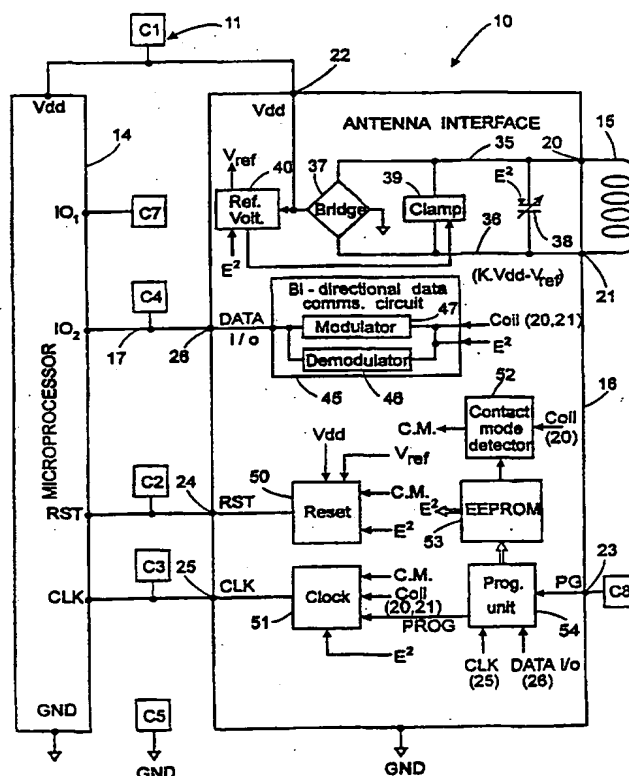 C1
11
10
22
Vdd
Vdd
14
ANTENNA INTERFACE
20
15
Vref
40
37
35
39
E²
IO1
C7
Ref. Volt.
Bridge
Clamp
38
E²
36
(K.Vdd-Vref)
21
C4
Bi-directional data
comms. circuit
47
DATA
I/o
Modulator
Coil (20,21)
IO2
17
26
Demodulator
E²
MICROPROCESSOR
45
46
52
16
C.M.
Contact
mode
detector
Coil
(20)
Vdd
Vref
C2
24
50
RST
RST
Reset
C.M.
E²
E²
EEPROM
53
C3
25
23
CLK
CLK
Clock
C.M.
Coil
(20,21)
PROG
Prog.
unit
PG
C8
51
54
E²
CLK
(25)
DATA I/o
(26)
GND
C5
GND
GND